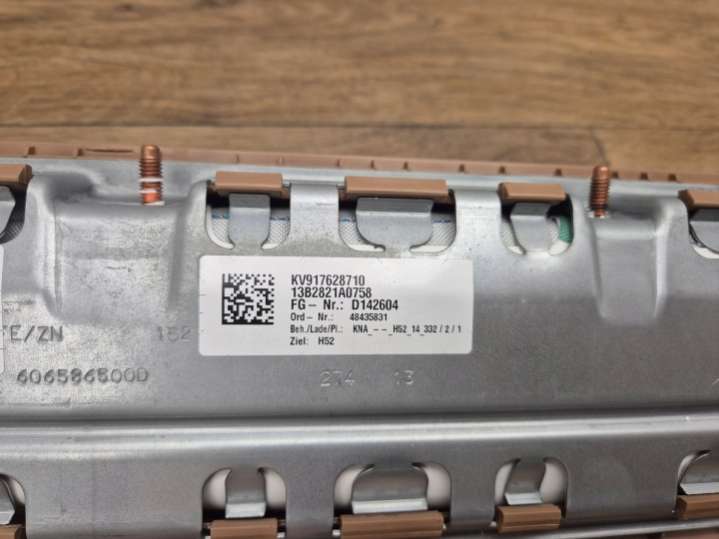 KV917628710
13B2821A0758
FG- Nr.: D142604
Ord- Nr.: 48435831
Beh./Lade/Pl.: KNA_--_H52_14_332 / 2 / 1
Ziel: H52
E/ZN 152
606586500D
274 13